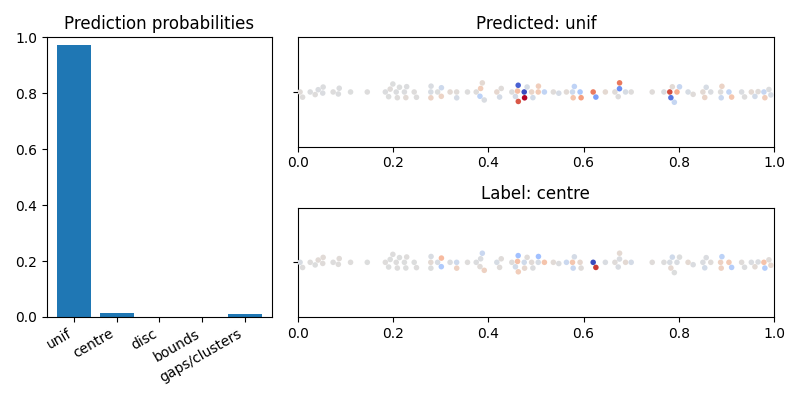 Prediction probabilities
1.0
0.8
0.6
0.4
0.2
0.0
unif
centre
disc
bounds
gaps/clusters
Predicted: unif
0.0 0.2 0.4 0.6 0.8 1.0
Label: centre
0.0 0.2 0.4 0.6 0.8 1.0